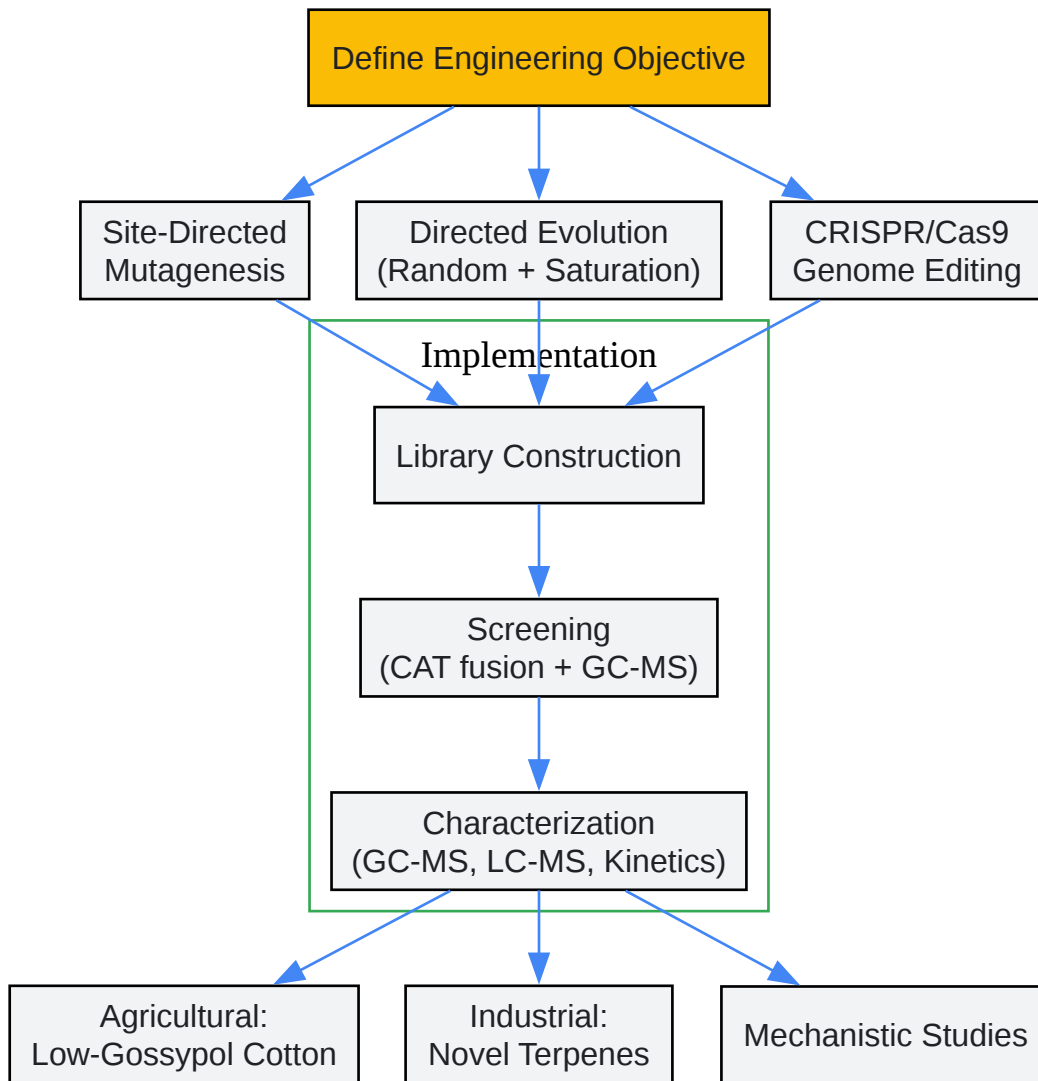 Define Engineering Objective
Site-Directed
Mutagenesis
Directed Evolution
(Random + Saturation)
CRISPR/Cas9
Genome Editing
Implementation
Library Construction
Screening
(CAT fusion + GC-MS)
Characterization
(GC-MS, LC-MS, Kinetics)
Agricultural:
Low-Gossypol Cotton
Industrial:
Novel Terpenes
Mechanistic Studies